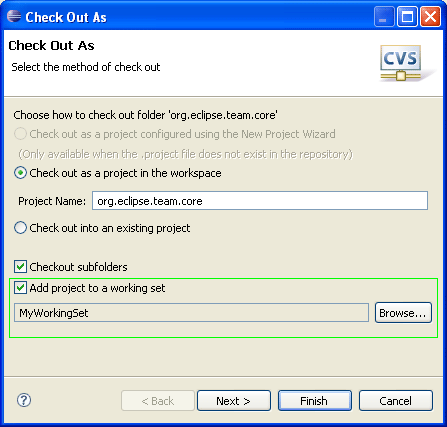 Check Out As
Check Out As
Select the method of check out
CVS
Choose how to check out folder 'org.eclipse.team.core'
Check out as a project configured using the New Project Wizard
(Only available when the .project file does not exist in the repository)
Check out as a project in the workspace
Project Name: org.eclipse.team.core
Check out into an existing project
Checkout subfolders
Add project to a working set
MyWorkingSet Browse...
? < Back Next > Finish Cancel